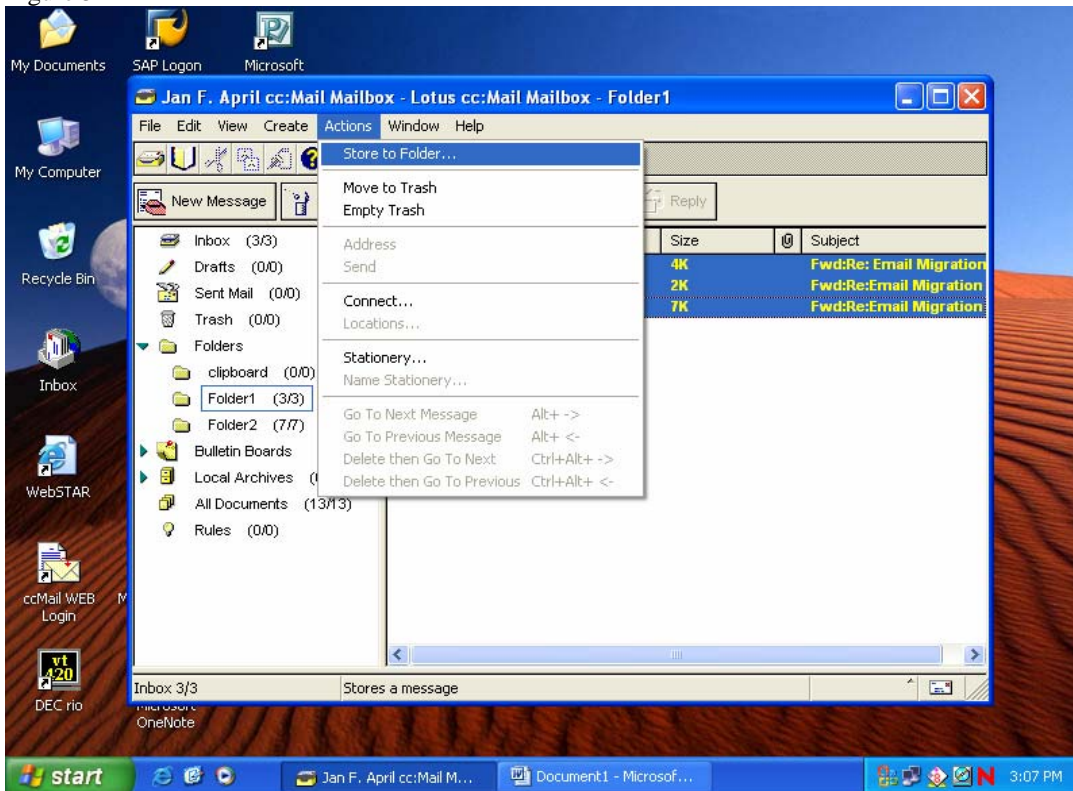 My Documents
SAP Logon
Microsoft
Jan F. April cc:Mail Mailbox - Lotus cc:Mail Mailbox - Folder1
File Edit View Create Actions Window Help
My Computer
Store to Folder...
Move to Trash
Empty Trash
Address
Send
Connect...
Locations...
Stationery...
Name Stationery...
Go To Next Message Alt+ ->
Go To Previous Message Alt+ <-
Delete then Go To Next Ctrl+Alt+ ->
Delete then Go To Previous Ctrl+Alt+ <-
New Message
Reply
Size Subject
4K Fwd:Re: Email Migration
2K Fwd:Re:Email Migration
7K Fwd:Re:Email Migration
Inbox (3/3)
Drafts (0/0)
Sent Mail (0/0)
Trash (0/0)
Folders
clipboard (0/0)
Folder1 (3/3)
Folder2 (7/7)
Bulletin Boards
Local Archives
All Documents (13/13)
Rules (0/0)
Recycle Bin
Inbox
WebSTAR
ccMail WEB
Login
M
vt
420
DEC rio
Inbox 3/3 Stores a message
Microsoft
OneNote
start
Jan F. April cc:Mail M...
Document1 - Microsof...
N
3:07 PM